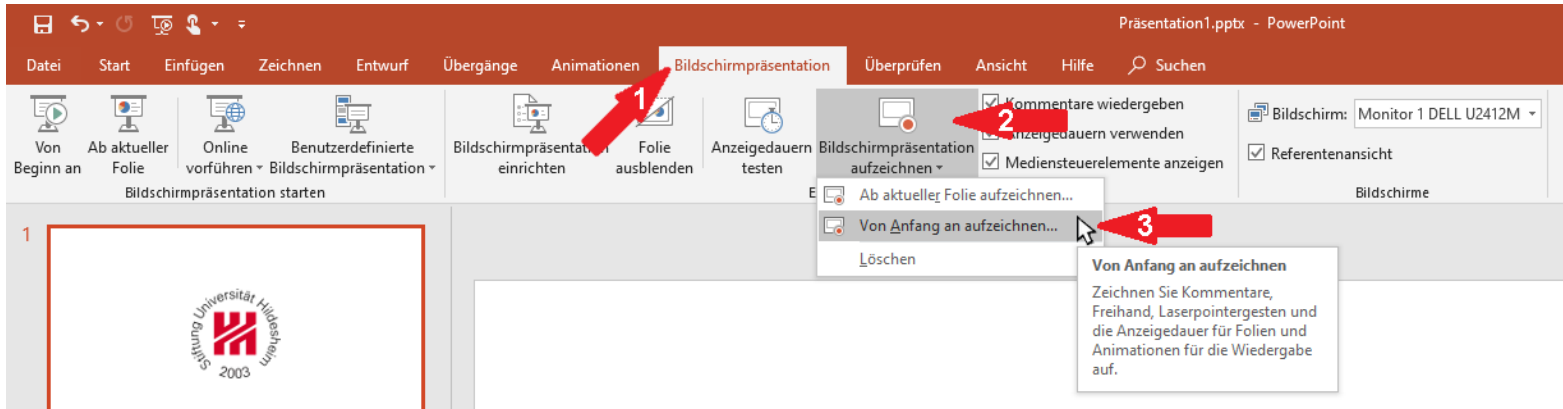 Präsentation1.pptx - PowerPoint
Datei Start Einfügen Zeichnen Entwurf Übergänge Animationen Bildschirmpräsentation Überprüfen Ansicht Hilfe Suchen
1
Von
Beginn an
Ab aktueller
Folie
Online
vorführen
Benutzerdefinierte
Bildschirmpräsentation
Bildschirmpräsentation starten
Bildschirmpräsentation
einrichten
Folie
ausblenden
Anzeigedauern
testen
Bildschirmpräsentation
aufzeichnen
2
Kommentare wiedergeben
Anzeigedauern verwenden
Mediensteuerelemente anzeigen
E
Bildschirm: Monitor 1 DELL U2412M
Referentenansicht
Bildschirme
Ab aktueller Folie aufzeichnen...
Von Anfang an aufzeichnen...
3
Löschen
Von Anfang an aufzeichnen
Zeichnen Sie Kommentare,
Freihand, Laserpointergesten und
die Anzeigedauer für Folien und
Animationen für die Wiedergabe
auf.
1
Stiftung Universität Hildesheim
2003